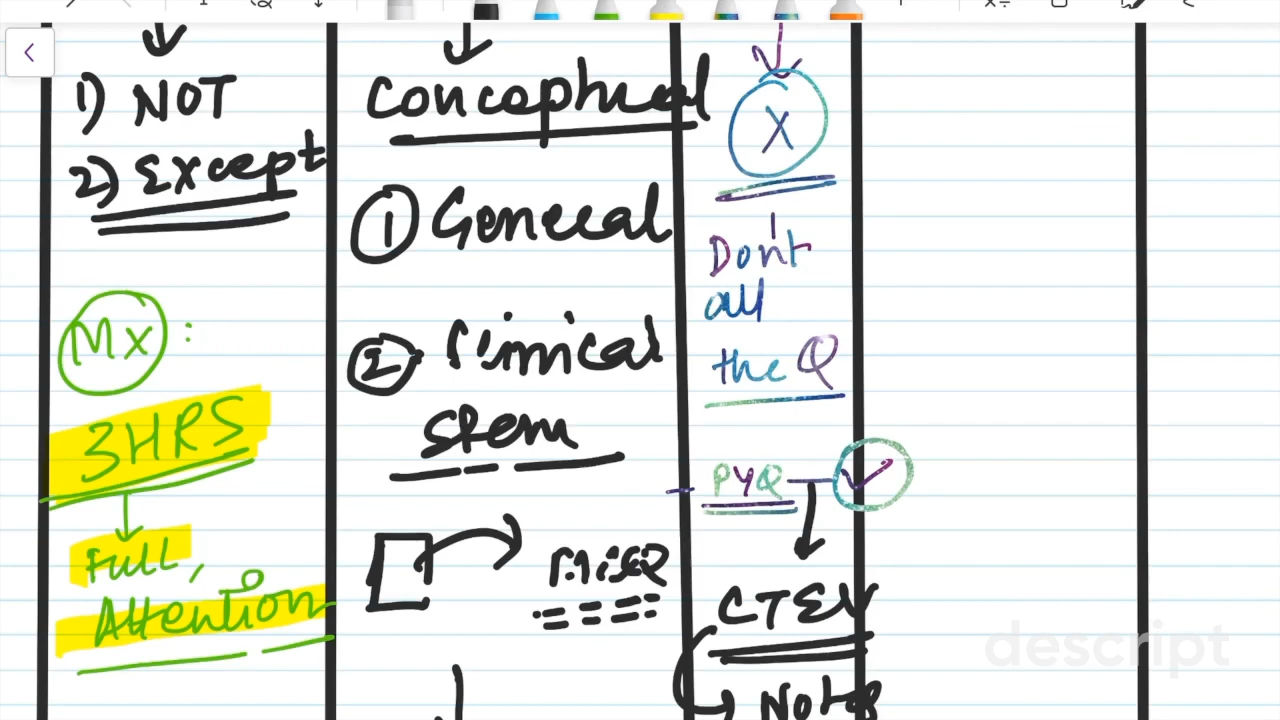 1) NOT
2) Except
Mx :
3HRS
Full,
Attention
Conceptual
1 General
2 Clinical
Stem
X
Don't
all
the Q
PYQ
CTEV
Notes
descript